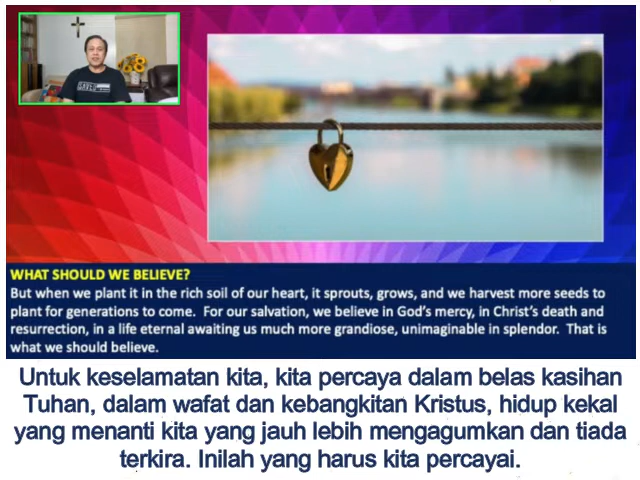 WHAT SHOULD WE BELIEVE?
But when we plant it in the rich soil of our heart, it sprouts, grows, and we harvest more seeds to
plant for generations to come. For our salvation, we believe in God's mercy, in Christ's death and
resurrection, in a life eternal awaiting us much more grandiose, unimaginable in splendor. That is
what we should believe.
Untuk keselamatan kita, kita percaya dalam belas kasihan
Tuhan, dalam wafat dan kebangkitan Kristus, hidup kekal
yang menanti kita yang jauh lebih mengagumkan dan tiada
terkira. Inilah yang harus kita percayai.